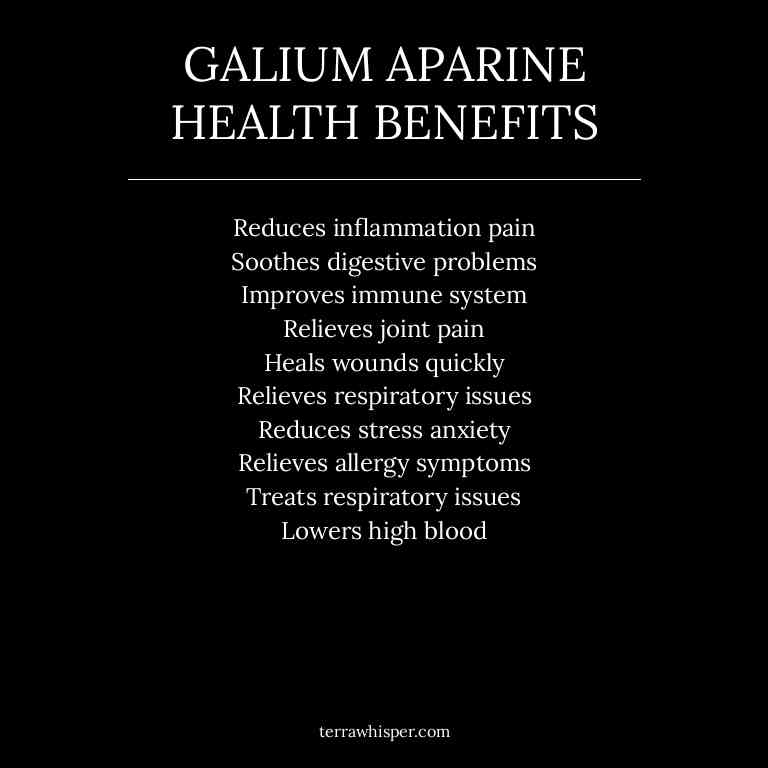 GALIUM APARINE
HEALTH BENEFITS
Reduces inflammation pain
Soothes digestive problems
Improves immune system
Relieves joint pain
Heals wounds quickly
Relieves respiratory issues
Reduces stress anxiety
Relieves allergy symptoms
Treats respiratory issues
Lowers high blood
terrawhisper.com